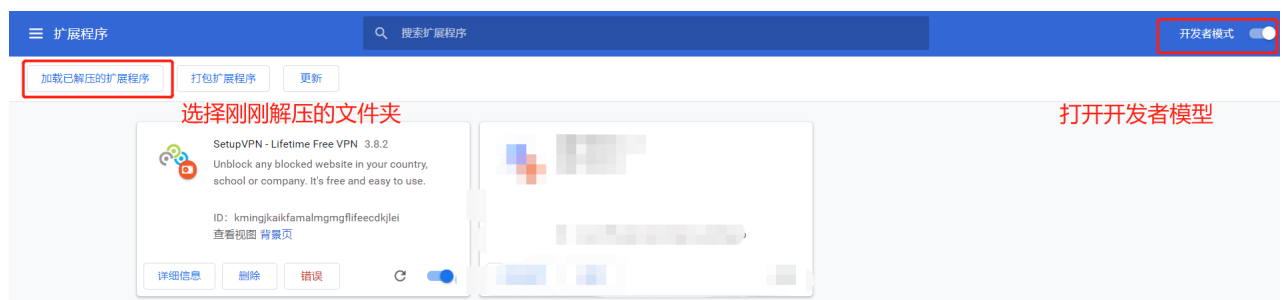 扩展程序
搜索扩展程序
开发者模式
加载已解压的扩展程序
打包扩展程序
更新
选择刚刚解压的文件夹
打开开发者模型
SetupVPN - Lifetime Free VPN 3.8.2
Unblock any blocked website in your country,
school or company. It's free and easy to use.
ID: kmingjkaikfamalmgmgflifeecdkjlei
查看视图 背景页
详细信息
删除
错误